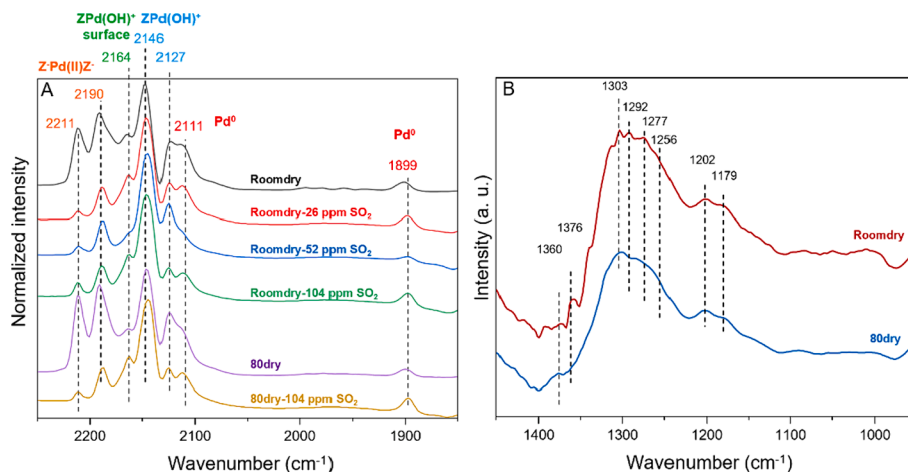 ZPd(OH)⁺ ZPd(OH)⁺
surface 2146
Z⁻Pd(II)Z⁻ 2164 2127
A
2190
2211 2111 Pd⁰ Pd⁰
1899
Roomdry
Roomdry-26 ppm SO₂
Roomdry-52 ppm SO₂
Roomdry-104 ppm SO₂
80dry
80dry-104 ppm SO₂
Normalized intensity
2200 2100 2000 1900
Wavenumber (cm⁻¹)
B
1303
1292
1277
1256
1202
1179
1376
1360
Roomdry
80dry
Intensity (a. u.)
1450 1400 1300 1200 1150 1000
Wavenumber (cm⁻¹)